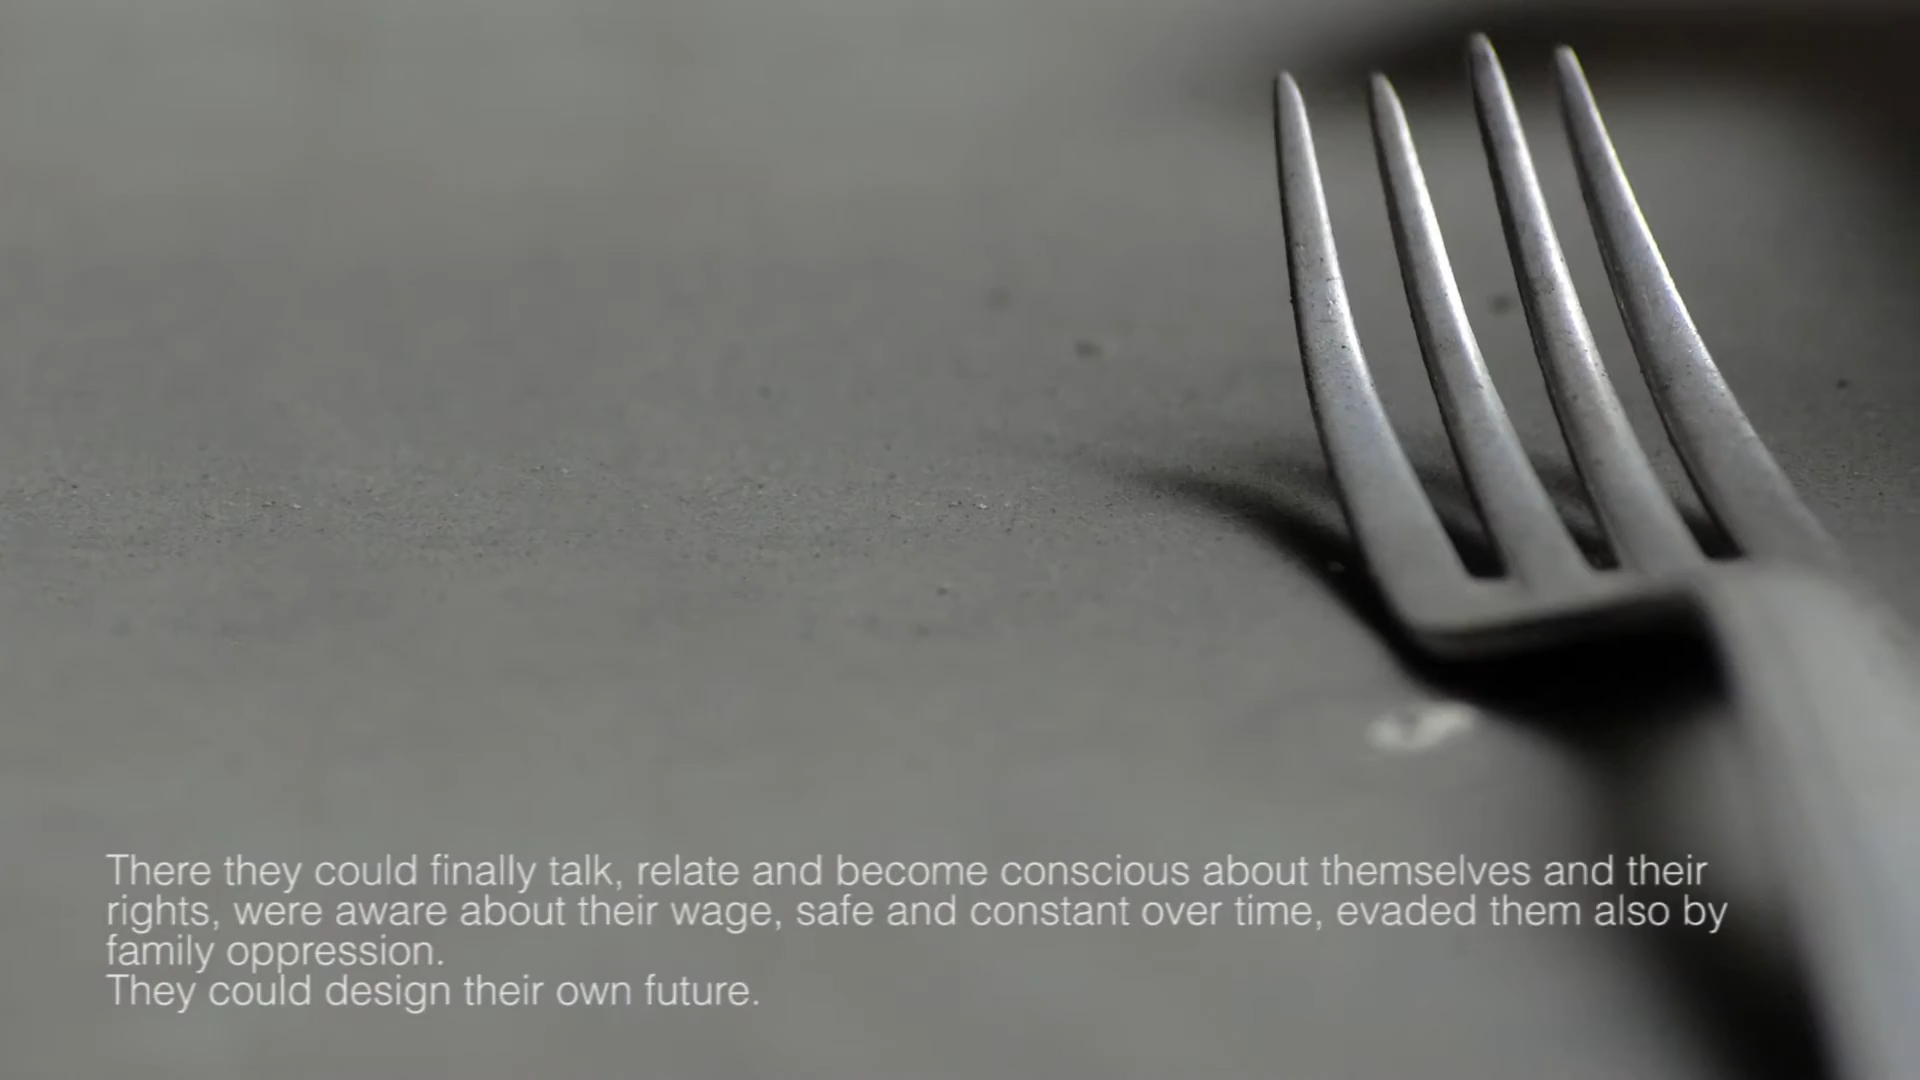 There they could finally talk, relate and become conscious about themselves and their
rights, were aware about their wage, safe and constant over time, evaded them also by
family oppression.
They could design their own future.